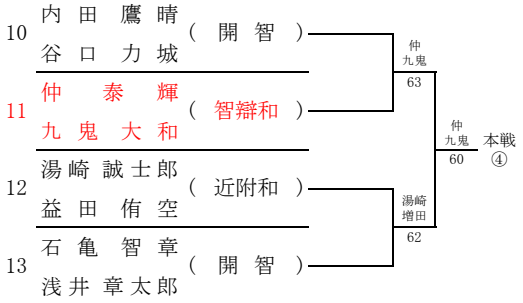 内田鷹晴
10 ( 開智 )
谷口力城
仲九鬼
63
仲泰輝
11 ( 智辯和 )
九鬼大和
仲九鬼
60
本戦④
湯崎誠士郎
12 ( 近附和 )
益田侑空
湯崎増田
62
石亀智章
13 ( 開智 )
浅井章太郎